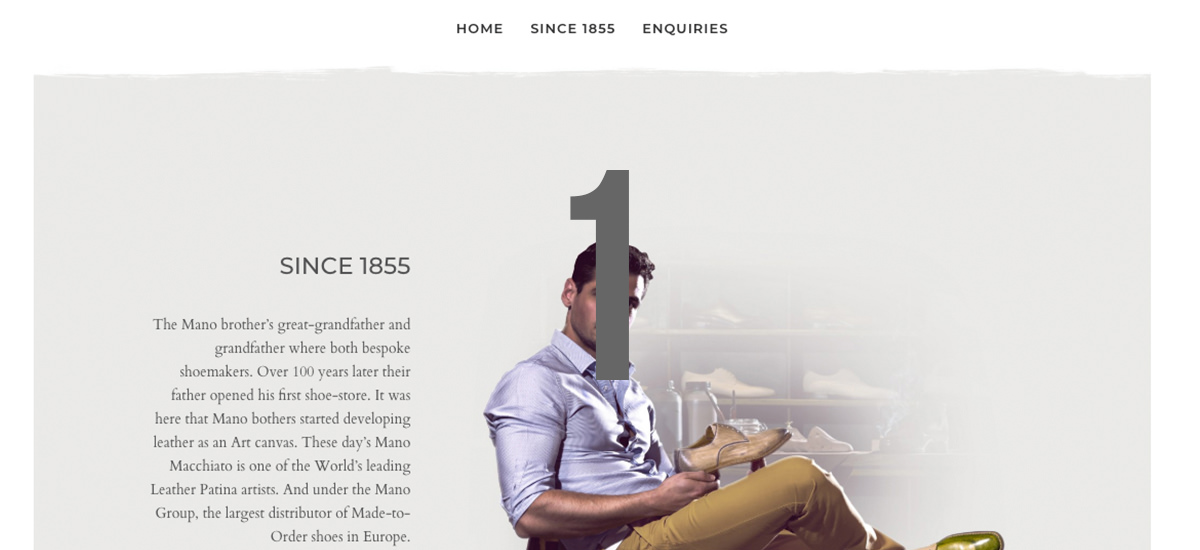 HOME SINCE 1855 ENQUIRIES
1
SINCE 1855
The Mano brother's great-grandfather and
grandfather where both bespoke
shoemakers. Over 100 years later their
father opened his first shoe-store. It was
here that Mano bothers started developing
leather as an Art canvas. These day's Mano
Macchiato is one of the World's leading
Leather Patina artists. And under the Mano
Group, the largest distributor of Made-to-
Order shoes in Europe.